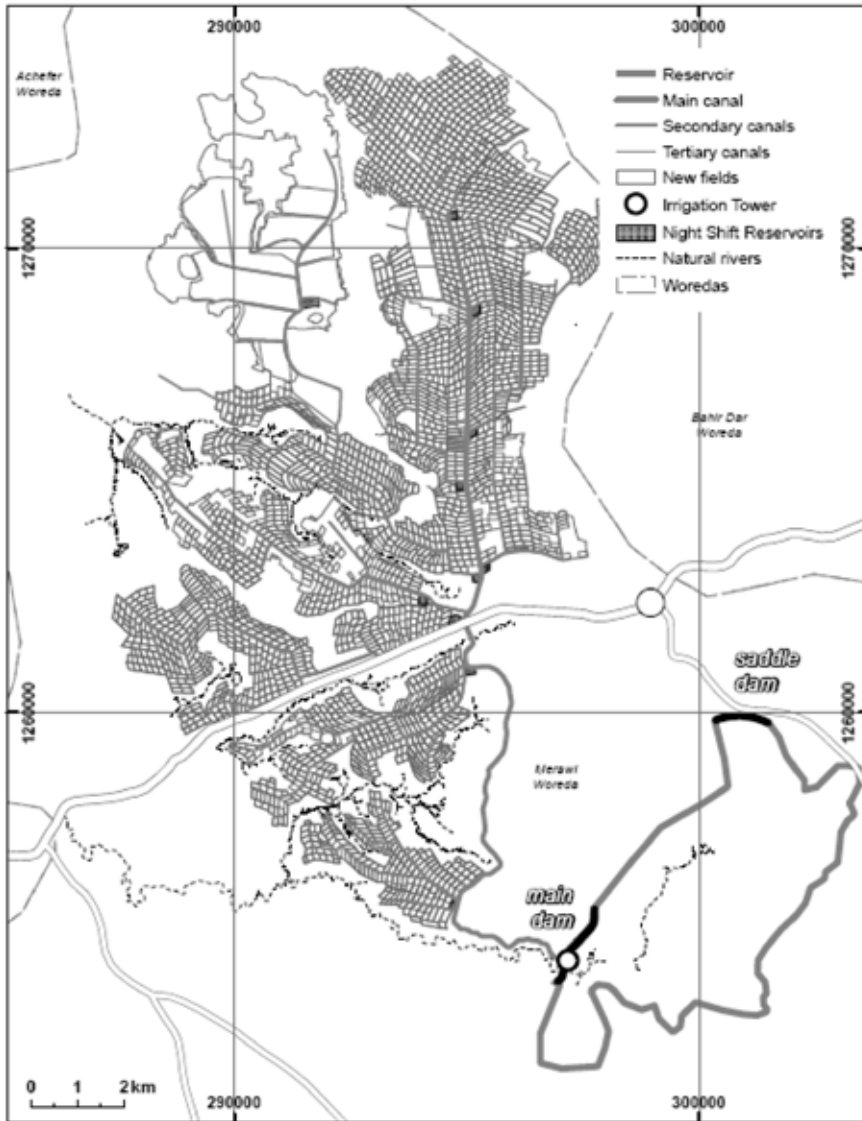 290000
300000
Achefer
Woreda
Reservoir
Main canal
Secondary canals
Tertiary canals
New fields
Irrigation Tower
Night Shift Reservoirs
Natural rivers
Woredas
1270000
1270000
Bahir Dar
Woreda
saddle
dam
1260000
1260000
Merawi
Woreda
main
dam
0 1 2 km
290000
300000